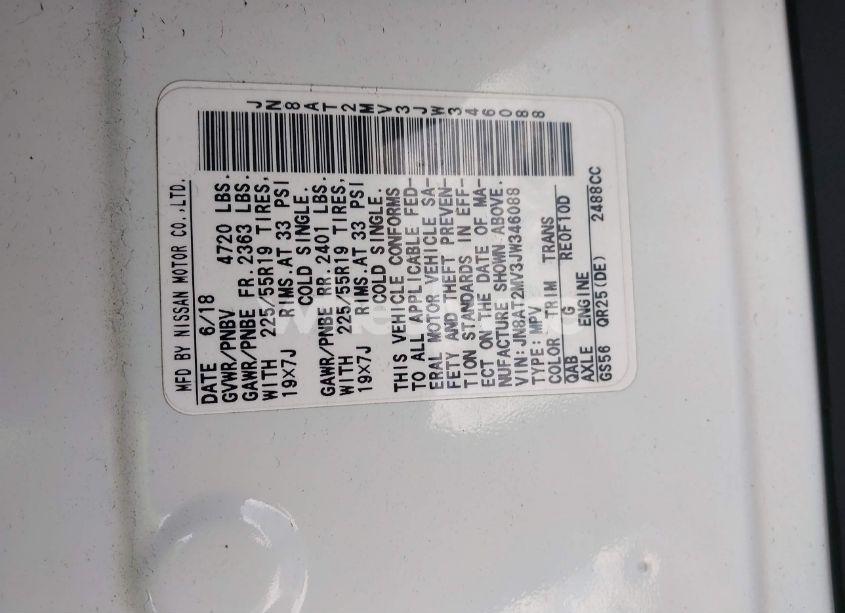 JN8AT2MV3JW346088
MFD BY NISSAN MOTOR CO.,LTD.
DATE 6/18
GVWR/PNBV 4720 LBS.
GAWR/PNBE FR. 2363 LBS.
WITH 225/55R19 TIRES,
19X7J RIMS.AT 33 PSI
COLD SINGLE.
GAWR/PNBE RR. 2401 LBS.
WITH 225/55R19 TIRES,
19X7J RIMS.AT 33 PSI
COLD SINGLE.
THIS VEHICLE CONFORMS
TO ALL APPLICABLE FED-
ERAL MOTOR VEHICLE SA-
FETY AND THEFT PREVEN-
TION STANDARDS IN EFF-
ECT ON THE DATE OF MA-
NUFACTURE SHOWN ABOVE.
VIN:JN8AT2MV3JW346088
TYPE: MPV
COLOR TRIM TRANS
QAB G RE0F10D
AXLE ENGINE
GS56 QR25(DE) 2488CC